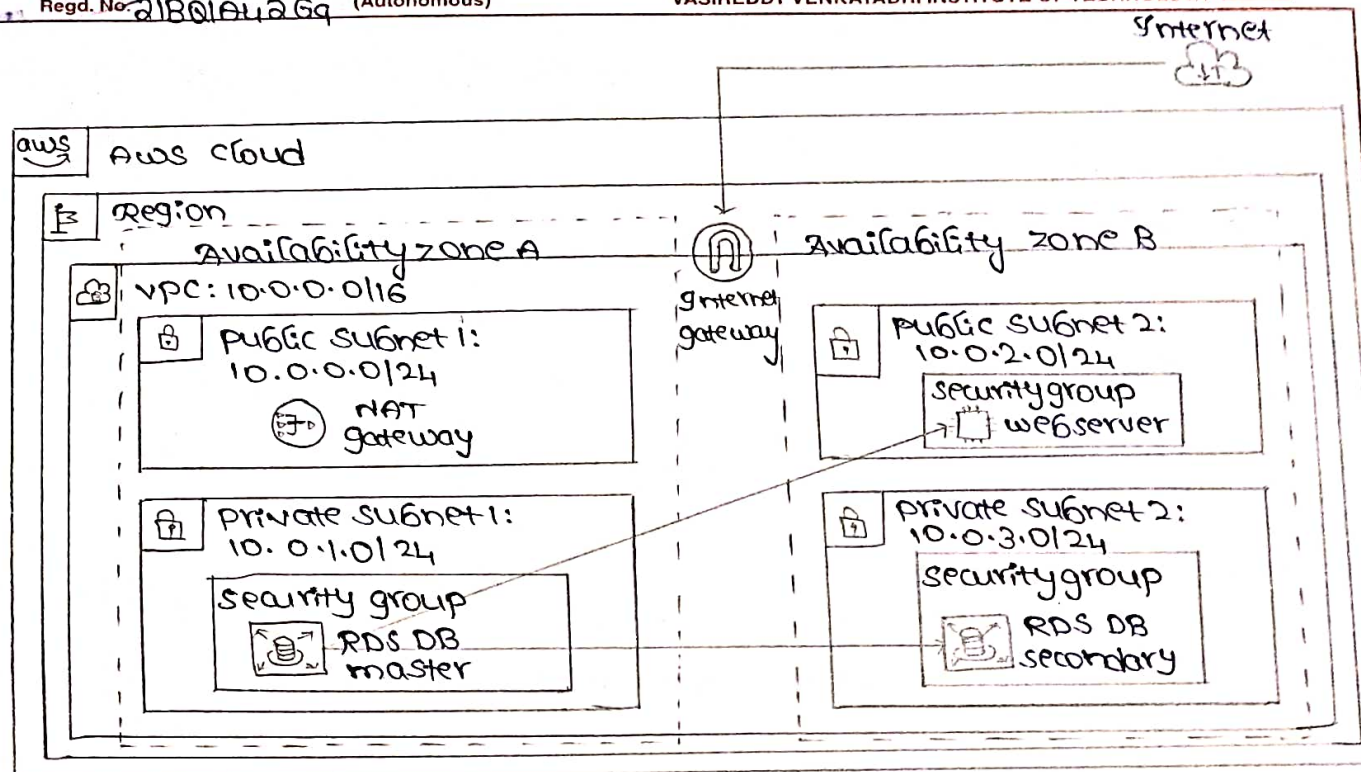 Regd. No. 21BQ1A42G9 (Autonomous)
Internet
aws
AWS Cloud
Region
Availability zone A
Availability zone B
VPC: 10.0.0.0/16
Internet
gateway
public subnet 1:
10.0.0.0/24
NAT
gateway
public subnet 2:
10.0.2.0/24
security group
webserver
private subnet 1:
10.0.1.0/24
security group
RDS DB
master
private subnet 2:
10.0.3.0/24
security group
RDS DB
secondary